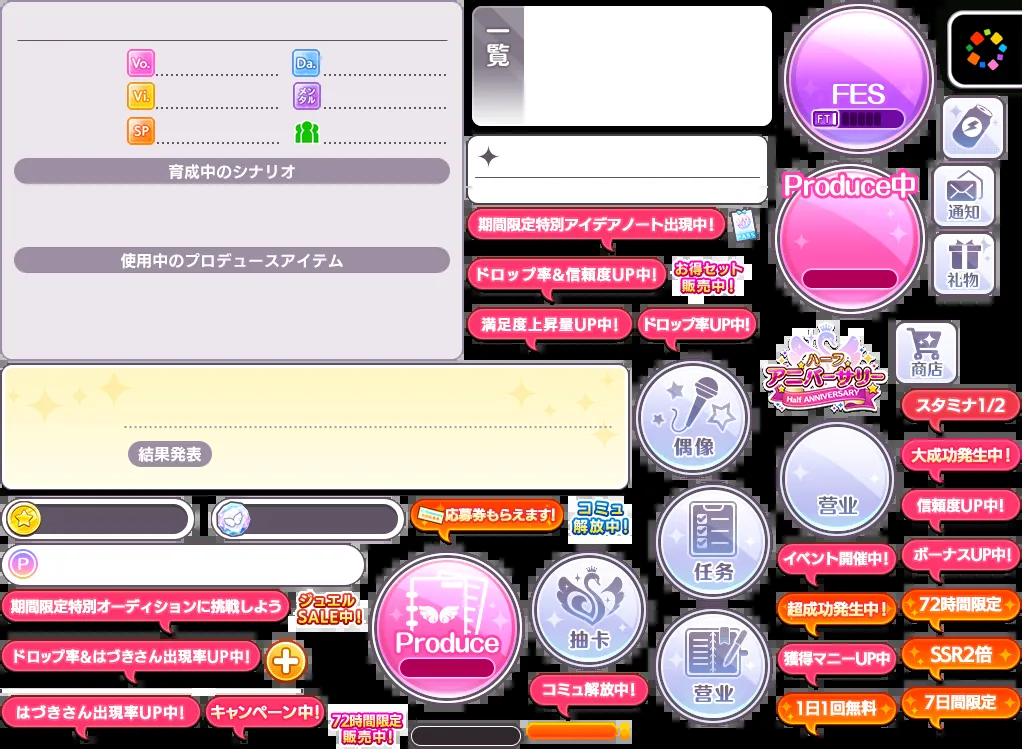 Vo.
Da.
Vi.
メンタル
SP
育成中のシナリオ
使用中のプロデュースアイテム
一覧
FES
FT
Produce中
通知
礼物
期間限定特別アイデアノート出現中!
ドロップ率&信頼度UP中!
お得セット
販売中!
満足度上昇量UP中!
ドロップ率UP中!
ハーフ
アニバーサリー
Half ANNIVERSARY
商店
スタミナ1/2
大成功発生中!
信頼度UP中!
ボーナスUP中!
結果発表
偶像
营业
応募券もらえます!
コミュ
解放中!
任务
イベント開催中!
P
期間限定特別オーディションに挑戦しよう
ジュエル
SALE中!
Produce
抽卡
超成功発生中!
72時間限定
ドロップ率&はづきさん出現率UP中!
营业
獲得マニーUP中
SSR2倍
コミュ解放中!
はづきさん出現率UP中!
キャンペーン中!
72時間限定
販売中!
1日1回無料
7日間限定